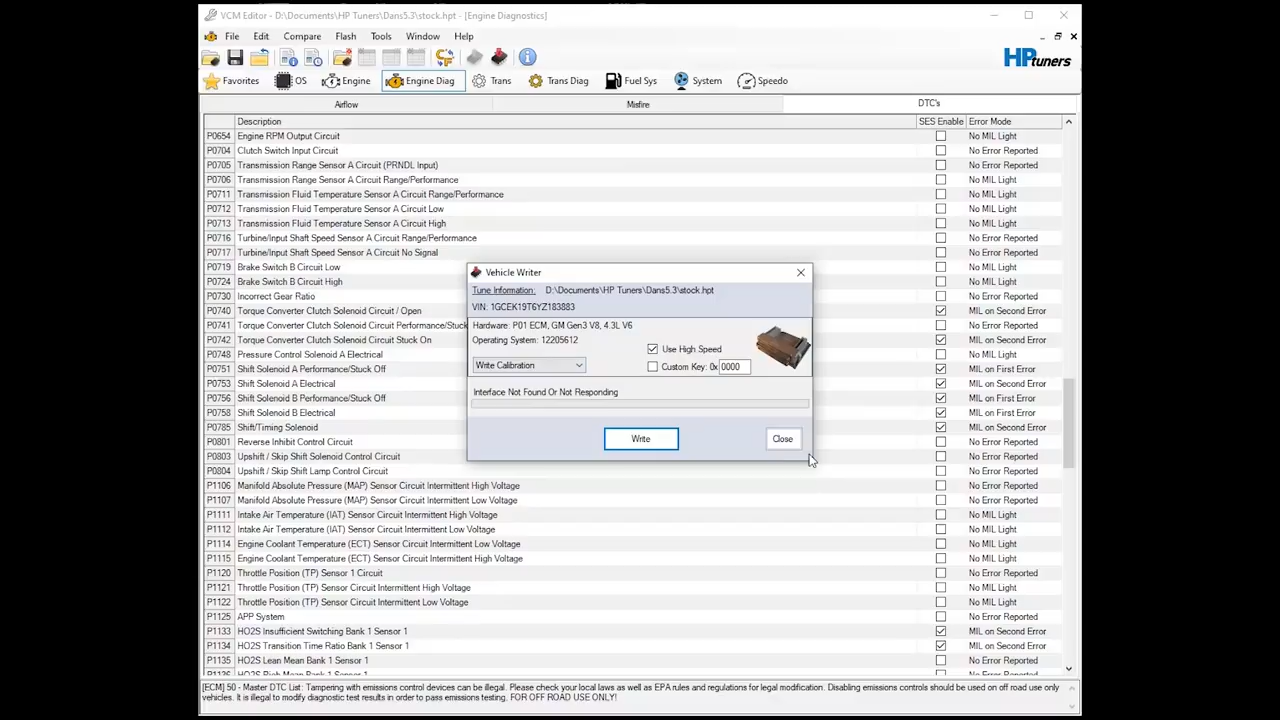 VCM Editor - D:\Documents\HP Tuners\Dans5.3\stock.hpt - [Engine Diagnostics]
File Edit Compare Flash Tools Window Help
HPtuners
Favorites OS Engine Engine Diag Trans Trans Diag Fuel Sys System Speedo
Airflow Misfire DTC's
Description SES Enable Error Mode
P0654 Engine RPM Output Circuit No MIL Light
P0704 Clutch Switch Input Circuit No Error Reported
P0705 Transmission Range Sensor A Circuit (PRNDL Input) No Error Reported
P0706 Transmission Range Sensor A Circuit Range/Performance No MIL Light
P0711 Transmission Fluid Temperature Sensor A Circuit Range/Performance No MIL Light
P0712 Transmission Fluid Temperature Sensor A Circuit Low No MIL Light
P0713 Transmission Fluid Temperature Sensor A Circuit High No MIL Light
P0716 Turbine/Input Shaft Speed Sensor A Circuit Range/Performance No Error Reported
P0717 Turbine/Input Shaft Speed Sensor A Circuit No Signal No Error Reported
P0719 Brake Switch B Circuit Low No MIL Light
P0724 Brake Switch B Circuit High No MIL Light
P0730 Incorrect Gear Ratio No Error Reported
P0740 Torque Converter Clutch Solenoid Circuit / Open MIL on Second Error
P0741 Torque Converter Clutch Solenoid Circuit Performance/Stuck No Error Reported
P0742 Torque Converter Clutch Solenoid Circuit Stuck On MIL on Second Error
P0748 Pressure Control Solenoid A Electrical No MIL Light
P0751 Shift Solenoid A Performance/Stuck Off MIL on First Error
P0753 Shift Solenoid A Electrical MIL on Second Error
P0756 Shift Solenoid B Performance/Stuck Off MIL on First Error
P0758 Shift Solenoid B Electrical MIL on Second Error
P0785 Shift/Timing Solenoid MIL on Second Error
P0801 Reverse Inhibit Control Circuit No Error Reported
P0803 Upshift / Skip Shift Solenoid Control Circuit No Error Reported
P0804 Upshift / Skip Shift Lamp Control Circuit No Error Reported
P1106 Manifold Absolute Pressure (MAP) Sensor Circuit Intermittent High Voltage No Error Reported
P1107 Manifold Absolute Pressure (MAP) Sensor Circuit Intermittent Low Voltage No Error Reported
P1111 Intake Air Temperature (IAT) Sensor Circuit Intermittent High Voltage No MIL Light
P1112 Intake Air Temperature (IAT) Sensor Circuit Intermittent Low Voltage No MIL Light
P1114 Engine Coolant Temperature (ECT) Sensor Circuit Intermittent Low Voltage No MIL Light
P1115 Engine Coolant Temperature (ECT) Sensor Circuit Intermittent High Voltage No MIL Light
P1120 Throttle Position (TP) Sensor 1 Circuit No Error Reported
P1121 Throttle Position (TP) Sensor Circuit Intermittent High Voltage No MIL Light
P1122 Throttle Position (TP) Sensor Circuit Intermittent Low Voltage No MIL Light
P1125 APP System No Error Reported
P1133 HO2S Insufficient Switching Bank 1 Sensor 1 MIL on Second Error
P1134 HO2S Transition Time Ratio Bank 1 Sensor 1 MIL on Second Error
P1135 HO2S Lean Mean Bank 1 Sensor 1 No Error Reported
P1136 HO2S Rich Mean Bank 1 Sensor 1 No Error Reported
Vehicle Writer
Tune Information: D:\Documents\HP Tuners\Dans5.3\stock.hpt
VIN: 1GCEK19T6YZ183883
Hardware: P01 ECM, GM Gen3 V8, 4.3L V6
Operating System: 12205612
Use High Speed
Write Calibration Custom Key: 0x 0000
Interface Not Found Or Not Responding
Write Close
[ECM] 50 - Master DTC List: Tampering with emissions control devices can be illegal. Please check your local laws as well as EPA rules and regulations for legal modification. Disabling emissions controls should be used on off road use only
vehicles. It is illegal to modify diagnostic test results in order to pass emissions testing. FOR OFF ROAD USE ONLY!